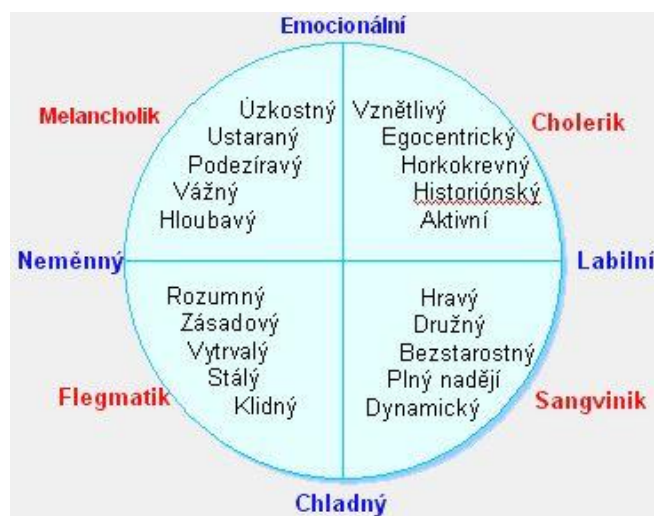 Emocionální
Melancholik
Cholerik
Úzkostný
Ustaraný
Podezíravý
Vážný
Hloubavý
Vznětlivý
Egocentrický
Horkokrevný
Historiónský
Aktivní
Neměnný
Labilní
Rozumný
Zásadový
Vytrvalý
Stálý
Klidný
Hravý
Družný
Bezstarostný
Plný nadějí
Dynamický
Flegmatik
Sangvinik
Chladný